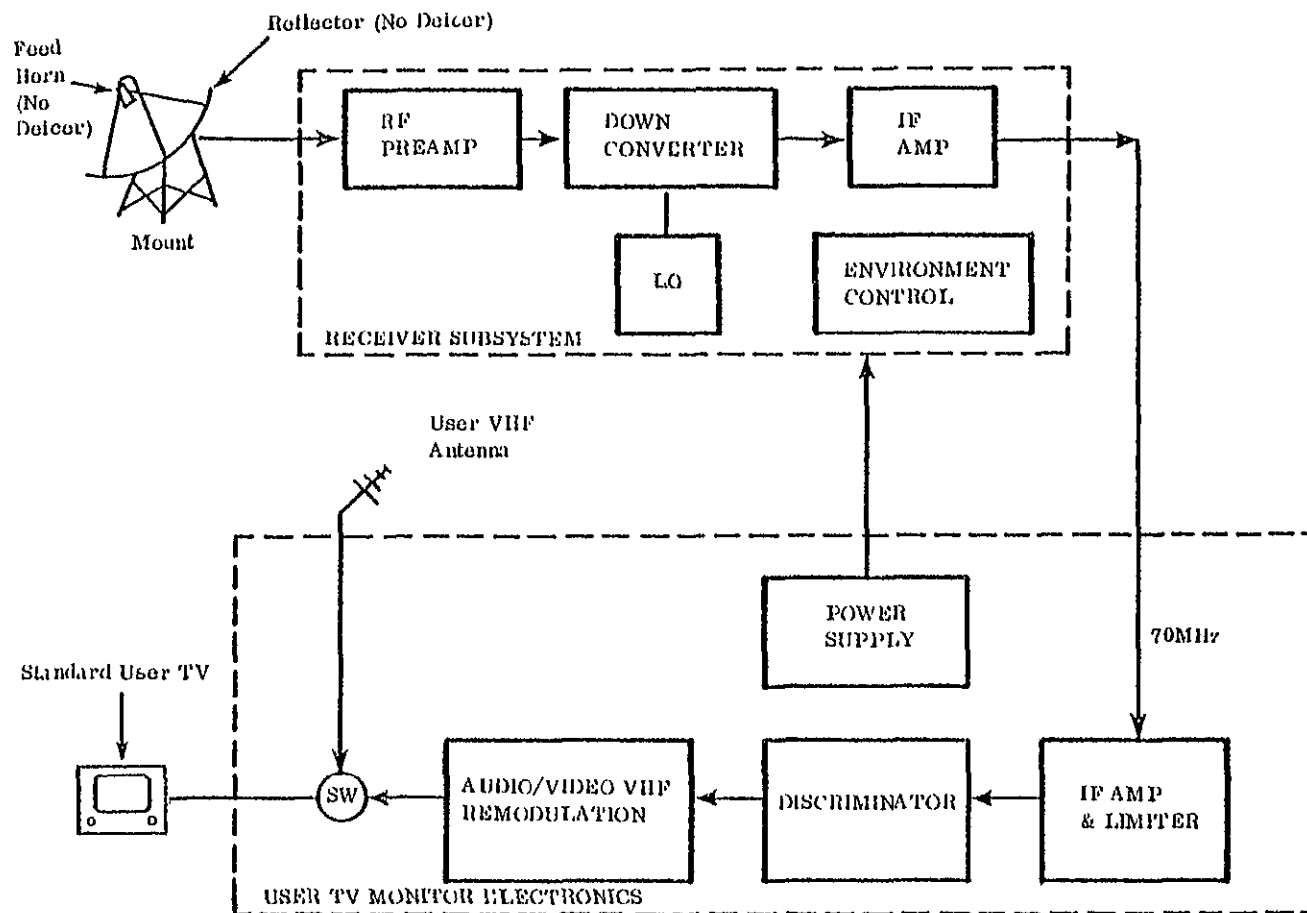 Reflector (No Deicer)
Feed
Horn
(No
Deicer)
Mount
RF
PREAMP
DOWN
CONVERTER
IF
AMP
LO
ENVIRONMENT
CONTROL
RECEIVER SUBSYSTEM
User VHF
Antenna
POWER
SUPPLY
70MHz
Standard User TV
SW
AUDIO/VIDEO VHF
REMODULATION
DISCRIMINATOR
IF AMP
& LIMITER
USER TV MONITOR ELECTRONICS